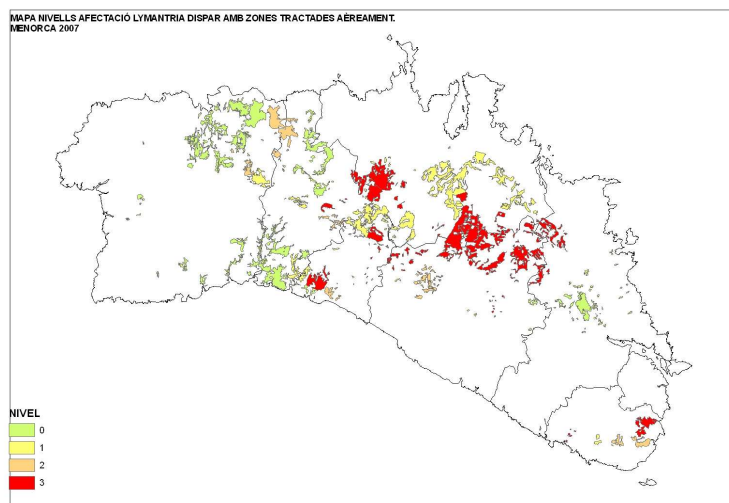 MAPA NIVELLS AFECTACIÓ LYMANTRIA DISPAR AMB ZONES TRACTADES AÈREAMENT.
MENORCA 2007
NIVEL
0
1
2
3